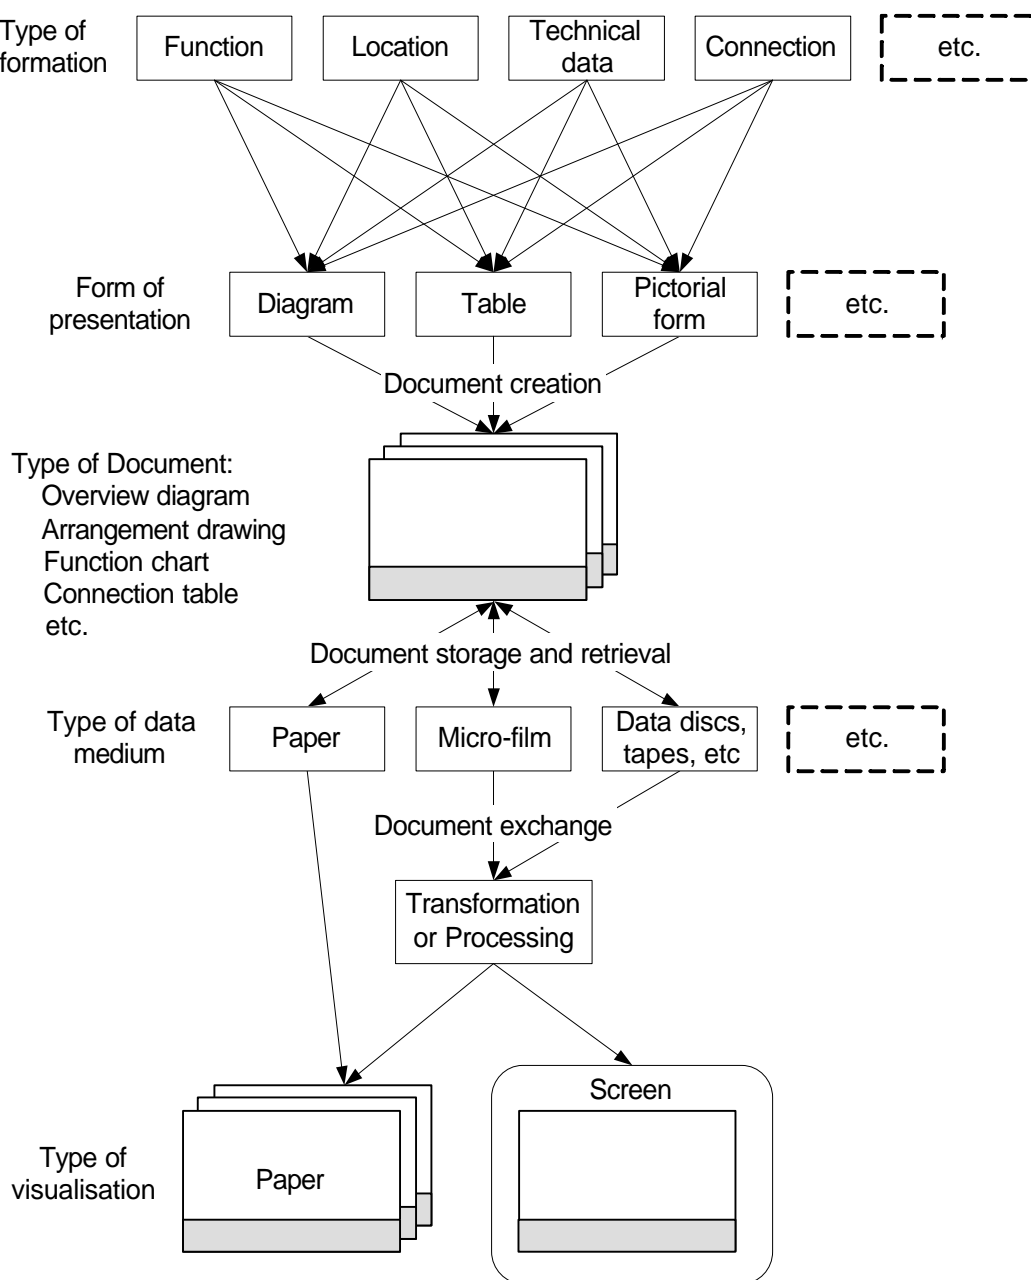 Type of
formation
Function
Location
Technical
data
Connection
etc.
Form of
presentation
Diagram
Table
Pictorial
form
etc.
Document creation
Type of Document:
Overview diagram
Arrangement drawing
Function chart
Connection table
etc.
Document storage and retrieval
Type of data
medium
Paper
Micro-film
Data discs,
tapes, etc
etc.
Document exchange
Transformation
or Processing
Screen
Type of
visualisation
Paper